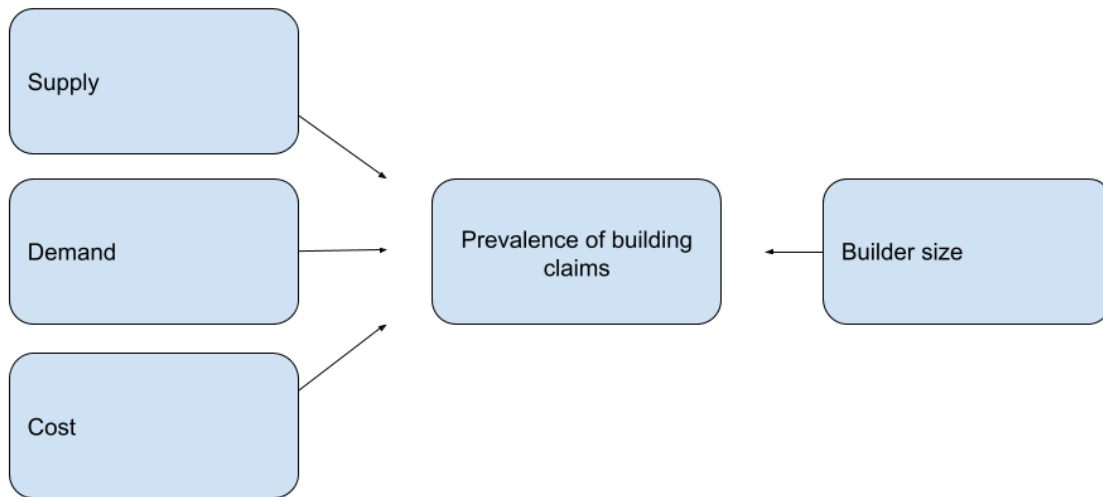 Supply
Demand
Cost
Prevalence of building
claims
Builder size